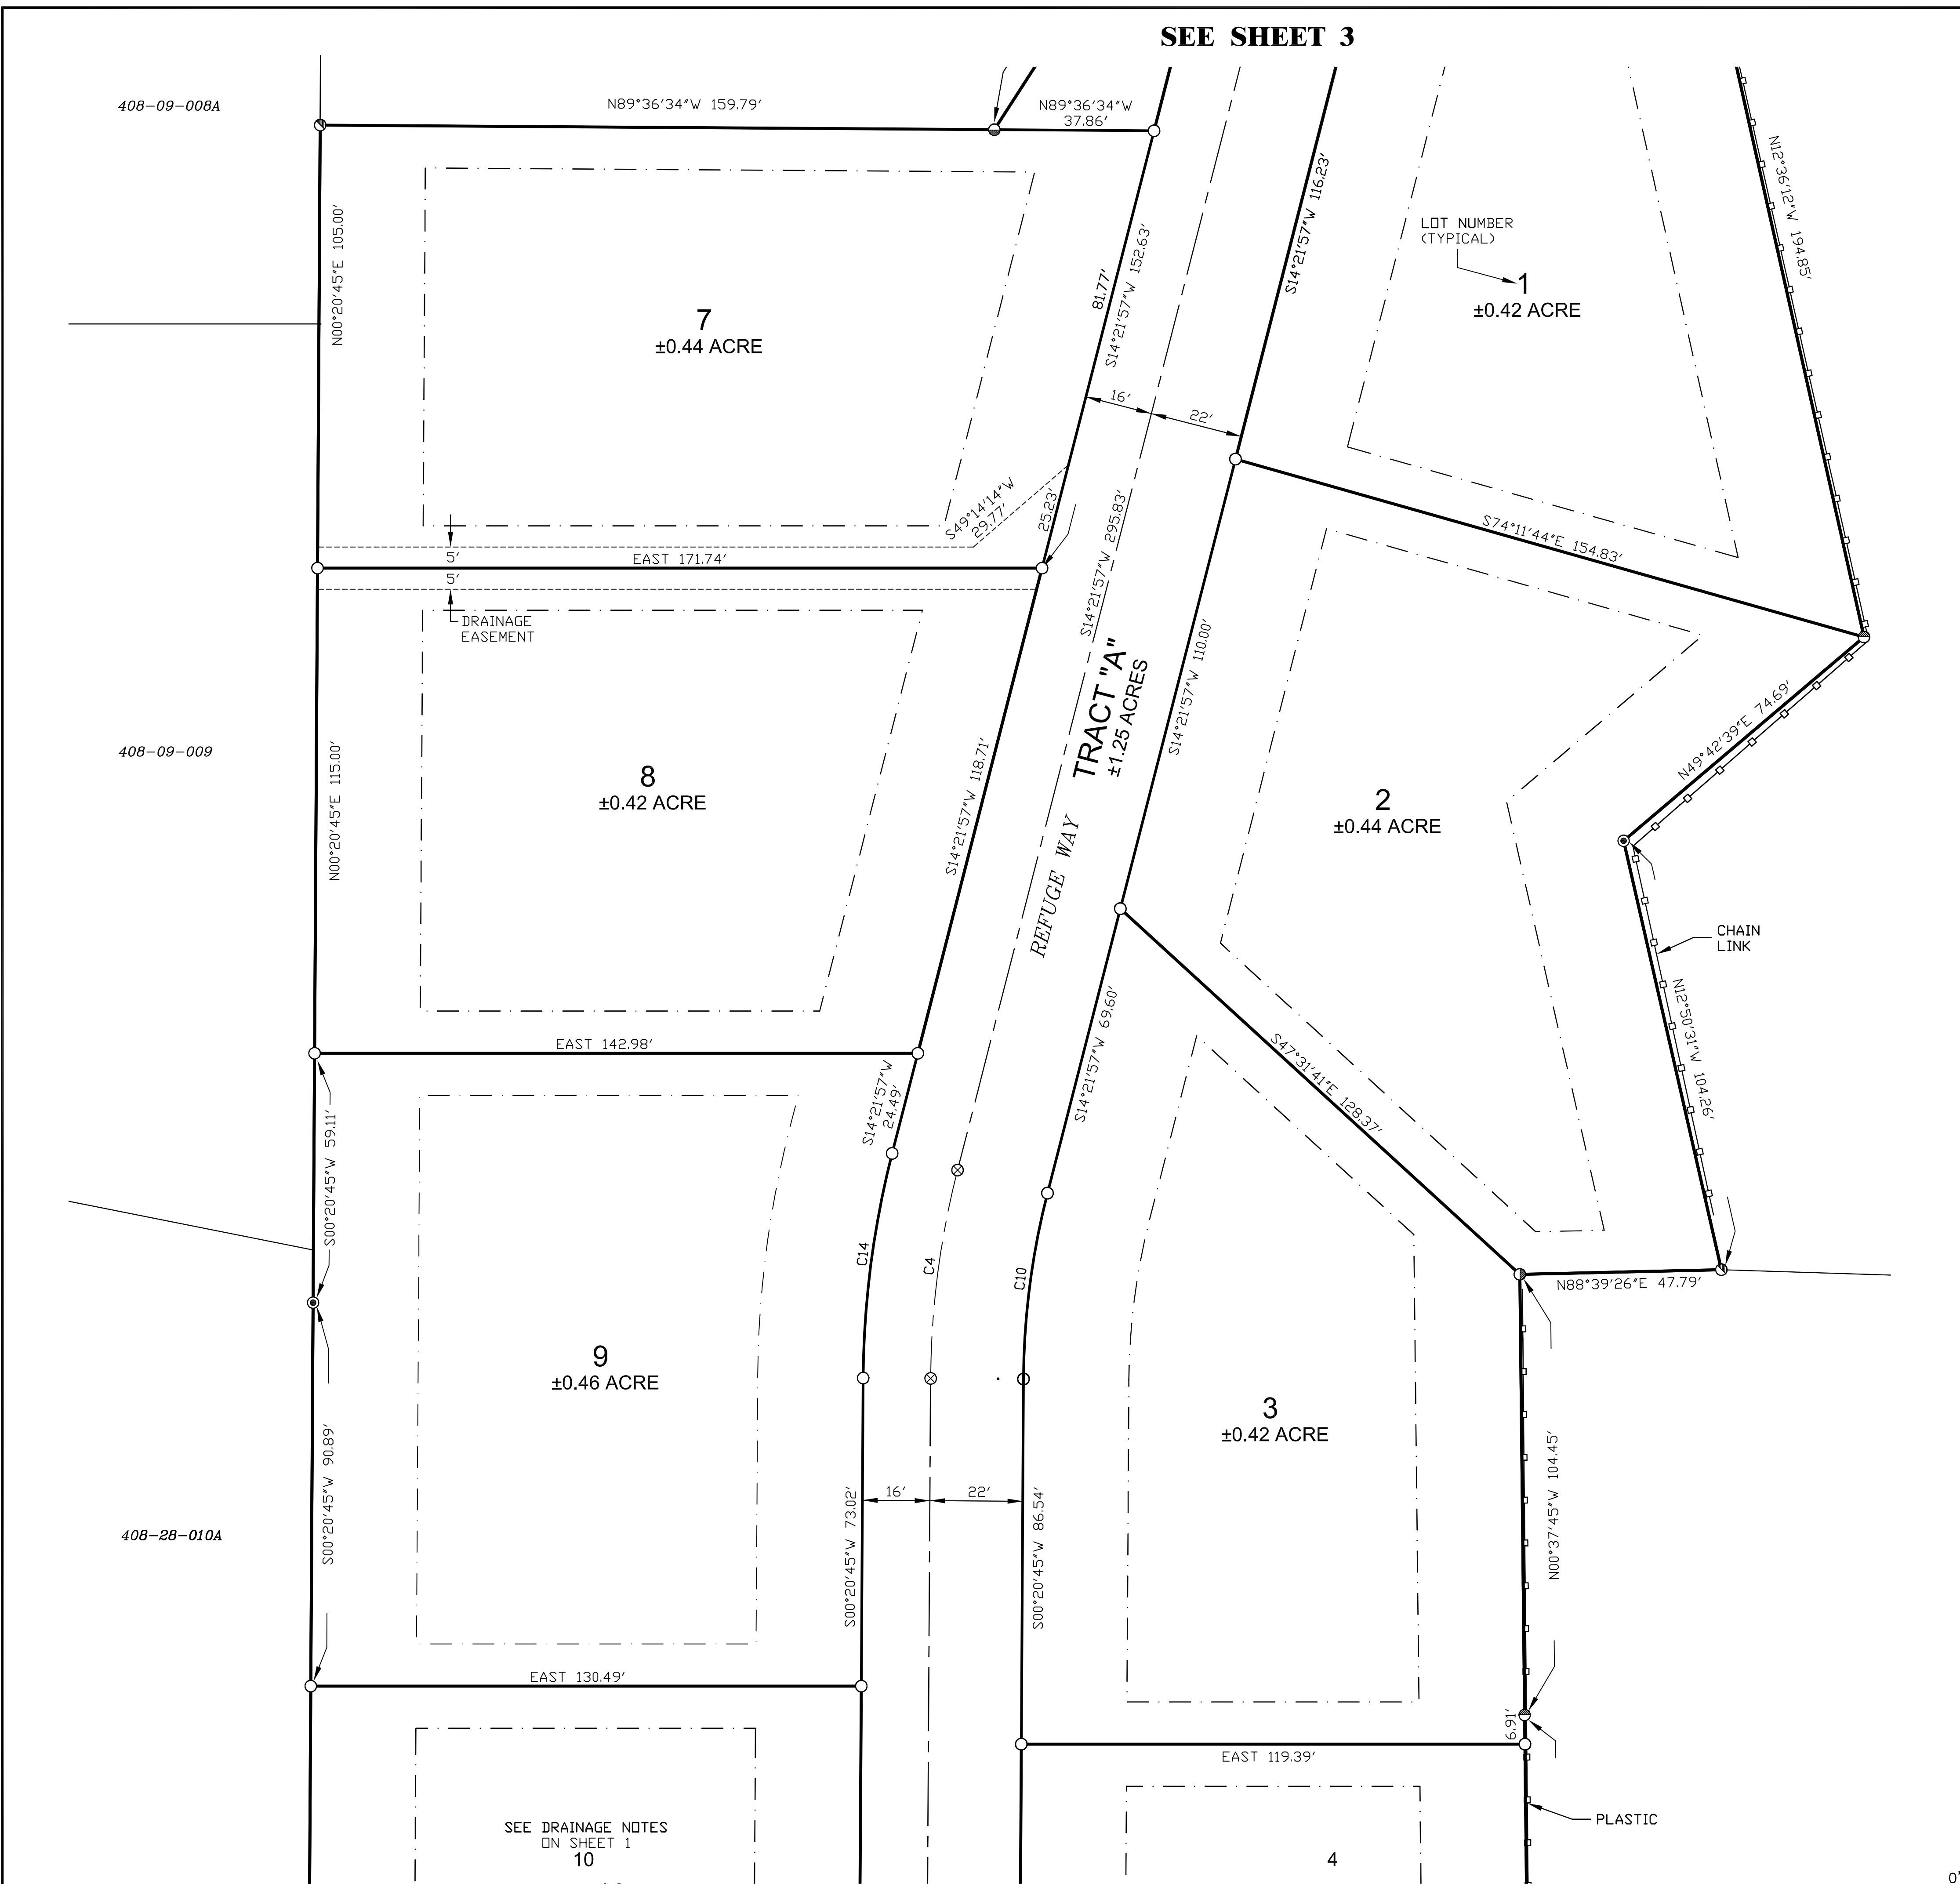 SEE SHEET 3
408-09-008A
N89°36'34"W 159.79'
N89°36'34"W
37.86'
N00°20'45"E 105.00'
7
±0.44 ACRE
81.77'
S14°21'57"W 152.63'
S14°21'57"W 116.23'
LOT NUMBER
(TYPICAL)
1
±0.42 ACRE
N12°36'12"W 194.85'
16'
22'
S49°14'14"W
29.77'
25.23'
S14°21'57"W 295.83'
S74°11'44"E 154.83'
5'
EAST 171.74'
5'
DRAINAGE
EASEMENT
408-09-009
N00°20'45"E 115.00'
8
±0.42 ACRE
S14°21'57"W 118.71'
TRACT "A"
±1.25 ACRES
REFUGE WAY
S14°21'57"W 110.00'
2
±0.44 ACRE
N49°42'39"E 74.69'
CHAIN
LINK
N12°50'31"W 104.26'
EAST 142.98'
S14°21'57"W
24.49'
S14°21'57"W 69.60'
S47°31'41"E 128.37'
S00°20'45"W 59.11'
C14
C4
C10
N88°39'26"E 47.79'
9
±0.46 ACRE
3
±0.42 ACRE
408-28-010A
S00°20'45"W 90.89'
16'
22'
S00°20'45"W 73.02'
S00°20'45"W 86.54'
N00°37'45"W 104.45'
EAST 130.49'
6.91'
EAST 119.39'
PLASTIC
SEE DRAINAGE NOTES
ON SHEET 1
10
4
0'